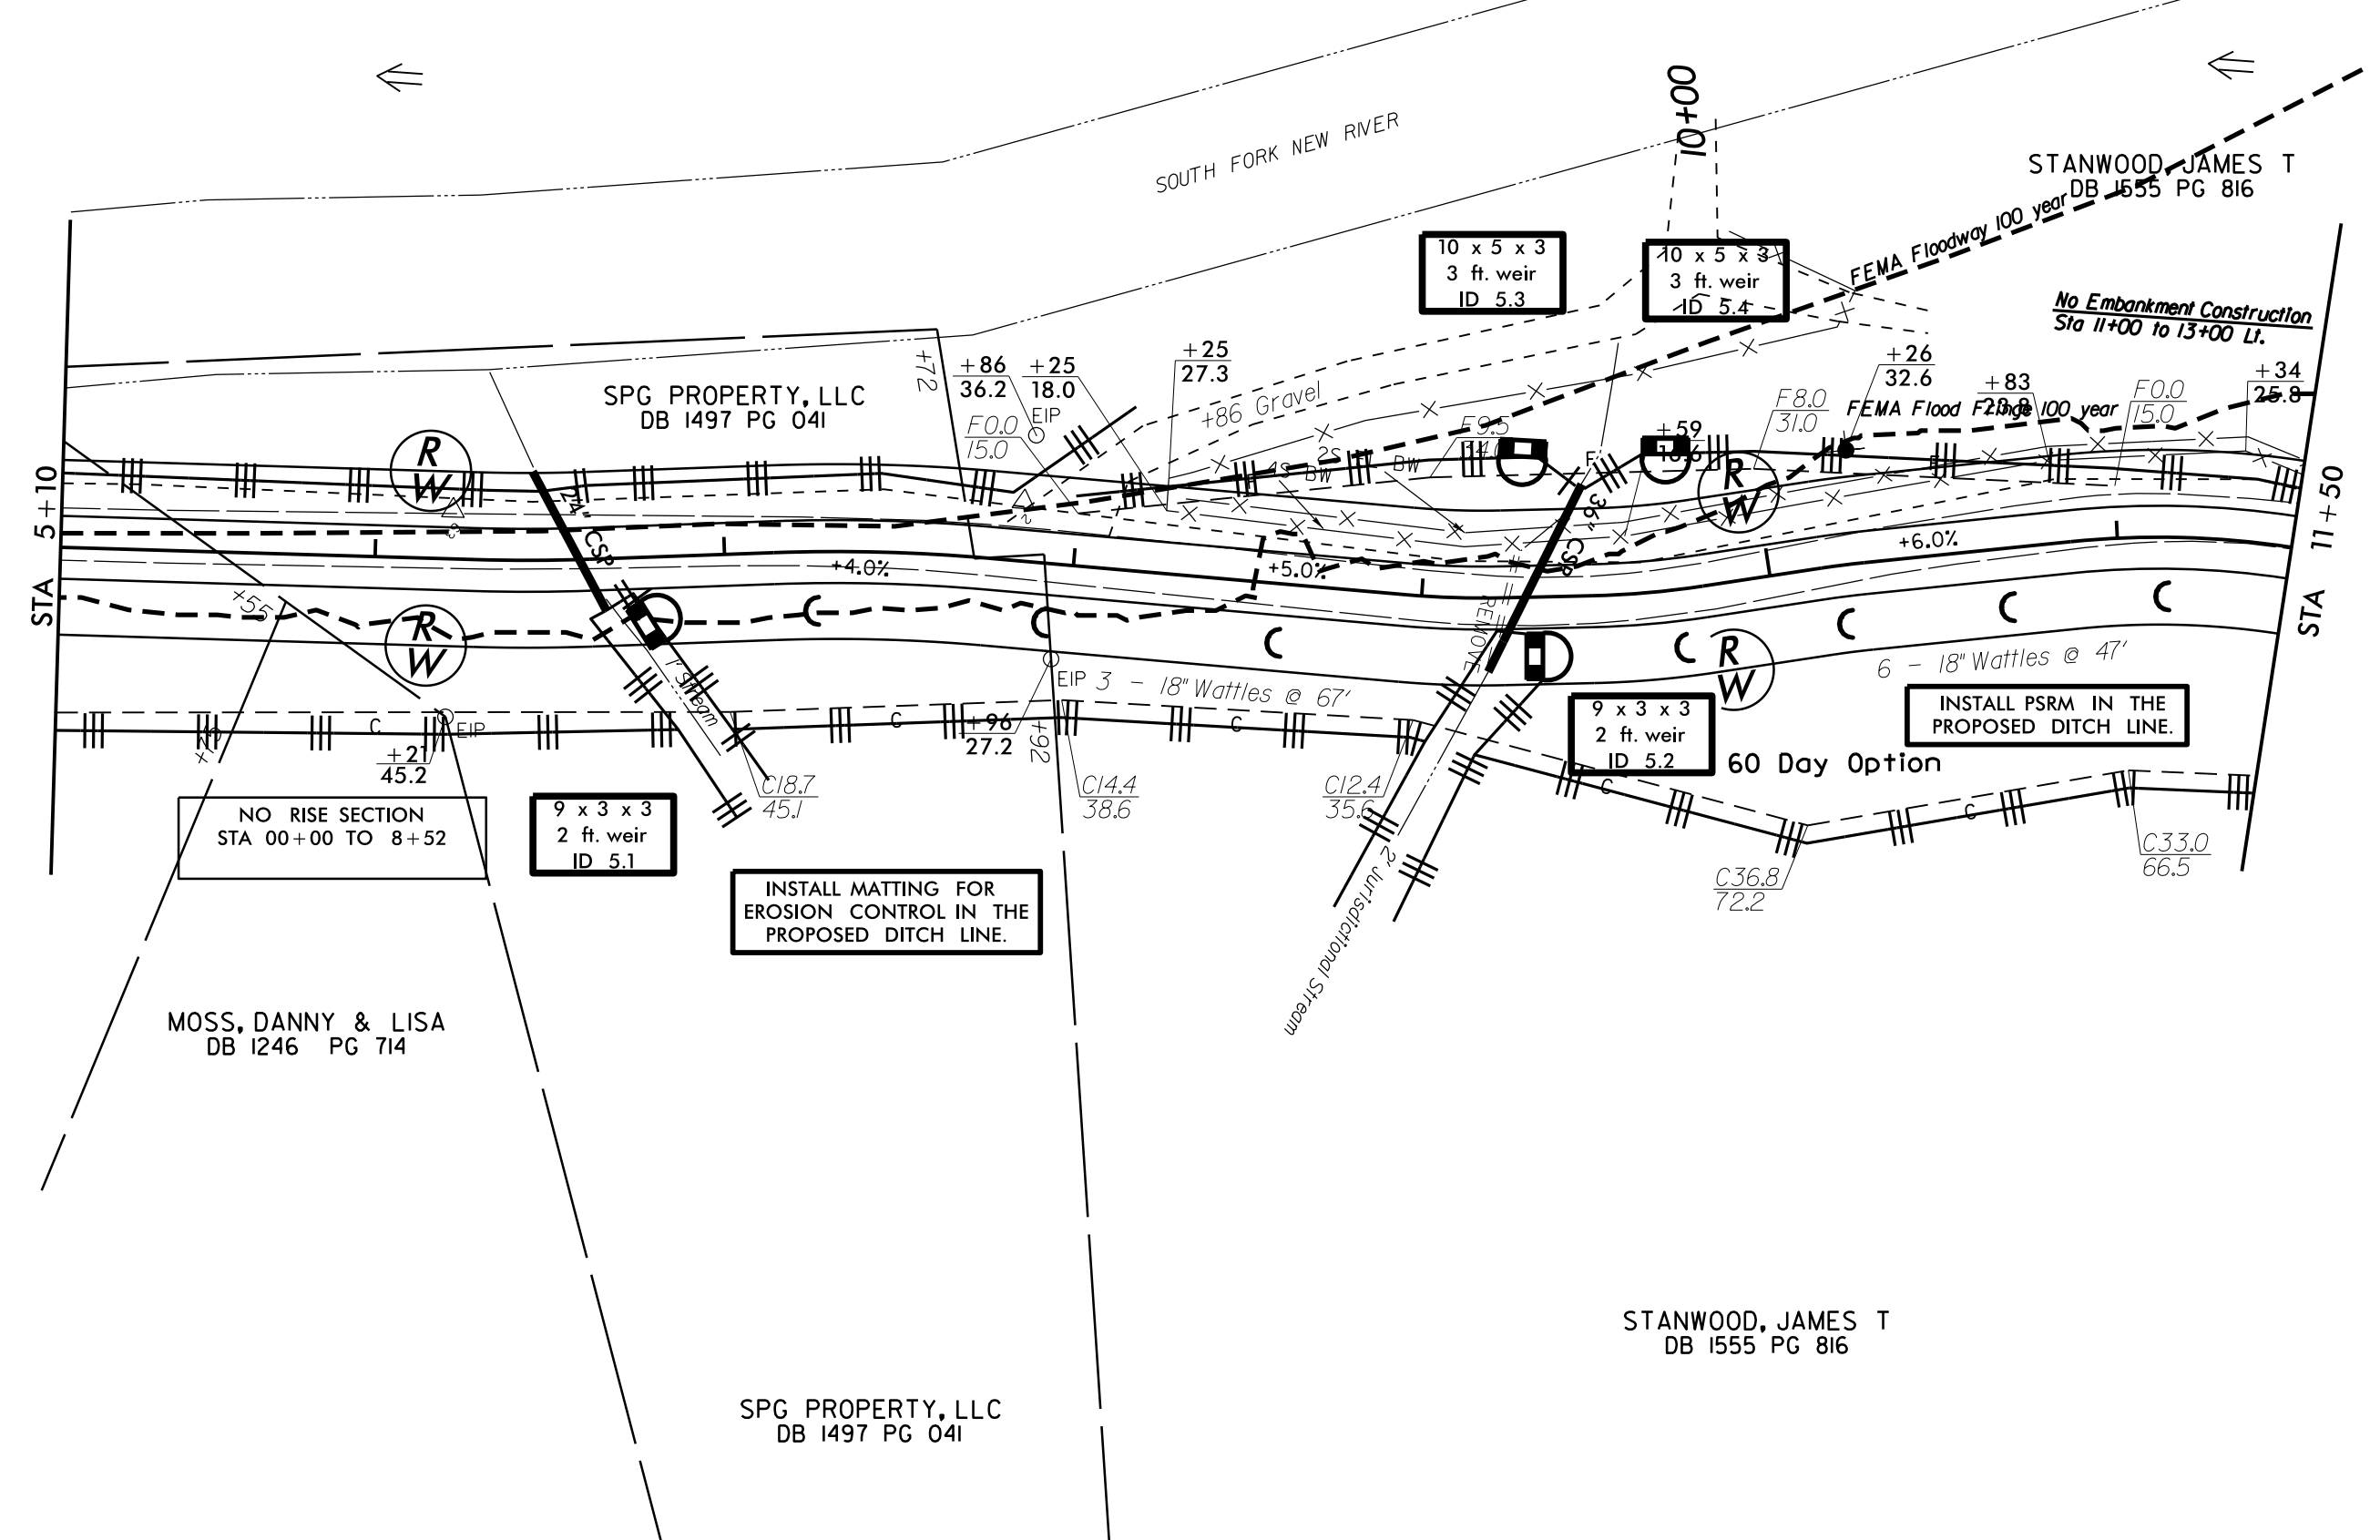 SOUTH FORK NEW RIVER
10+00
STANWOOD, JAMES T
DB 1555 PG 816
FEMA Floodway 100 year
10 x 5 x 3
3 ft. weir
ID 5.3
10 x 5 x 3
3 ft. weir
ID 5.4
No Embankment Construction
Sta 11+00 to 13+00 Lt.
SPG PROPERTY, LLC
DB 1497 PG 041
+72
+86
36.2
+25
18.0
EIP
+25
27.3
F0.0
15.0
+86 Gravel
F9.5
+59
18.6
F8.0
31.0
+26
32.6
FEMA Flood Fringe 100 year
+83
23.8
F0.0
15.0
+34
25.8
4S BW
2S
BW
F
R
W
R
W
STA 5+10
STA 11+50
24" CSP
36" CSP
+4.0%
+5.0%
+6.0%
REMOVE
+55
R
W
R
W
1' Stream
EIP
3 - 18" Wattles @ 67'
6 - 18" Wattles @ 47'
INSTALL PSRM IN THE
PROPOSED DITCH LINE.
9 x 3 x 3
2 ft. weir
ID 5.2
60 Day Option
C
EIP
+21
45.2
C
+96
27.2
+92
C
C
C
C18.7
45.1
C14.4
38.6
C12.4
35.6
C36.8
72.2
C33.0
66.5
NO RISE SECTION
STA 00+00 TO 8+52
9 x 3 x 3
2 ft. weir
ID 5.1
INSTALL MATTING FOR
EROSION CONTROL IN THE
PROPOSED DITCH LINE.
2' Jurisdictional Stream
MOSS, DANNY & LISA
DB 1246 PG 714
SPG PROPERTY, LLC
DB 1497 PG 041
STANWOOD, JAMES T
DB 1555 PG 816